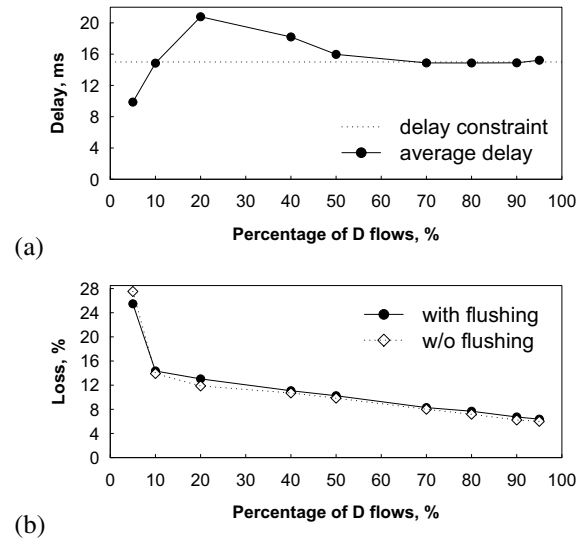 20
16
12
8
4
0
Delay, ms
delay constraint
average delay
0 10 20 30 40 50 60 70 80 90 100
Percentage of D flows, %
(a)
28
24
20
16
12
8
4
0
Loss, %
with flushing
w/o flushing
0 10 20 30 40 50 60 70 80 90 100
Percentage of D flows, %
(b)